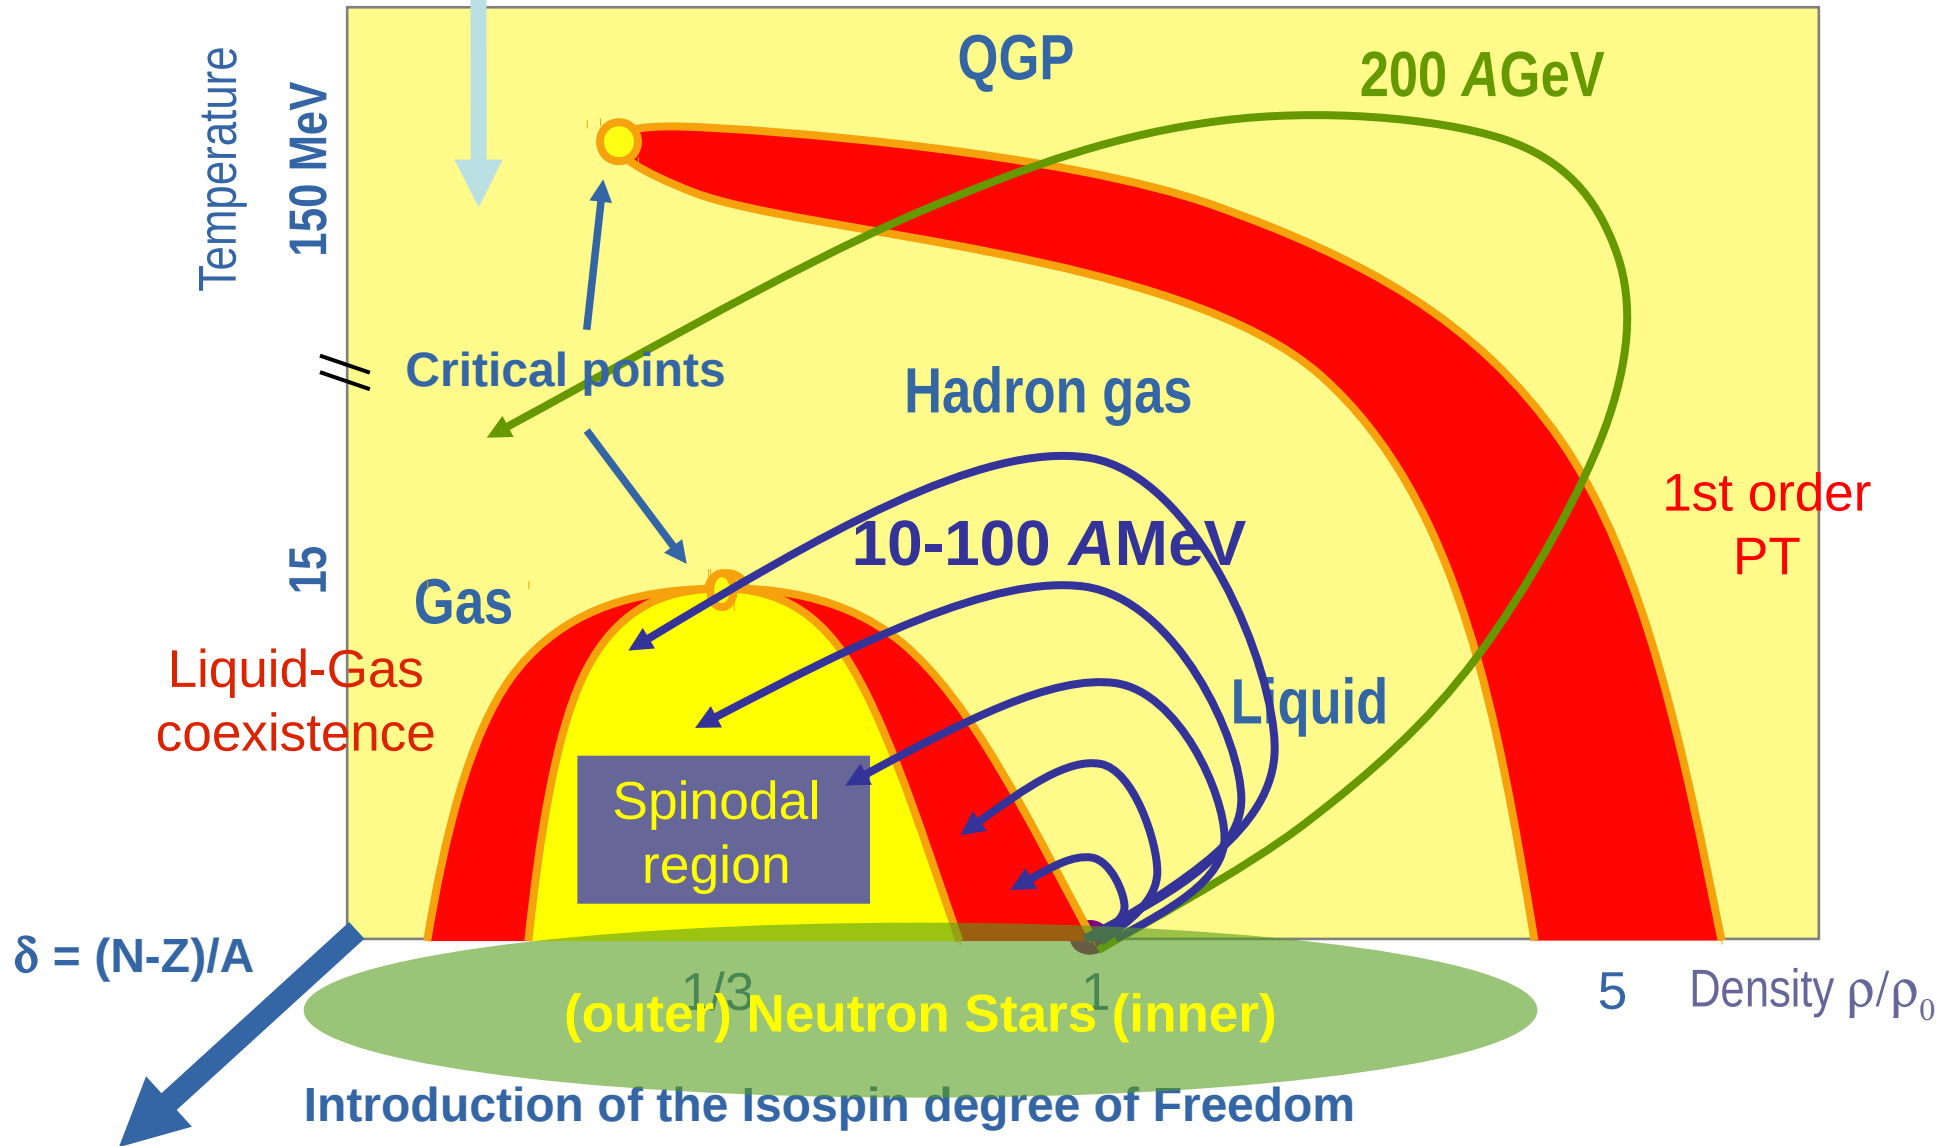 QGP
200 AGeV
Temperature
150 MeV
Critical points
Hadron gas
1st order
PT
10-100 AMeV
15
Gas
Liquid-Gas
coexistence
Liquid
Spinodal
region
δ = (N-Z)/A
1/3
1
5
Density ρ/ρ0
(outer) Neutron Stars (inner)
Introduction of the Isospin degree of Freedom